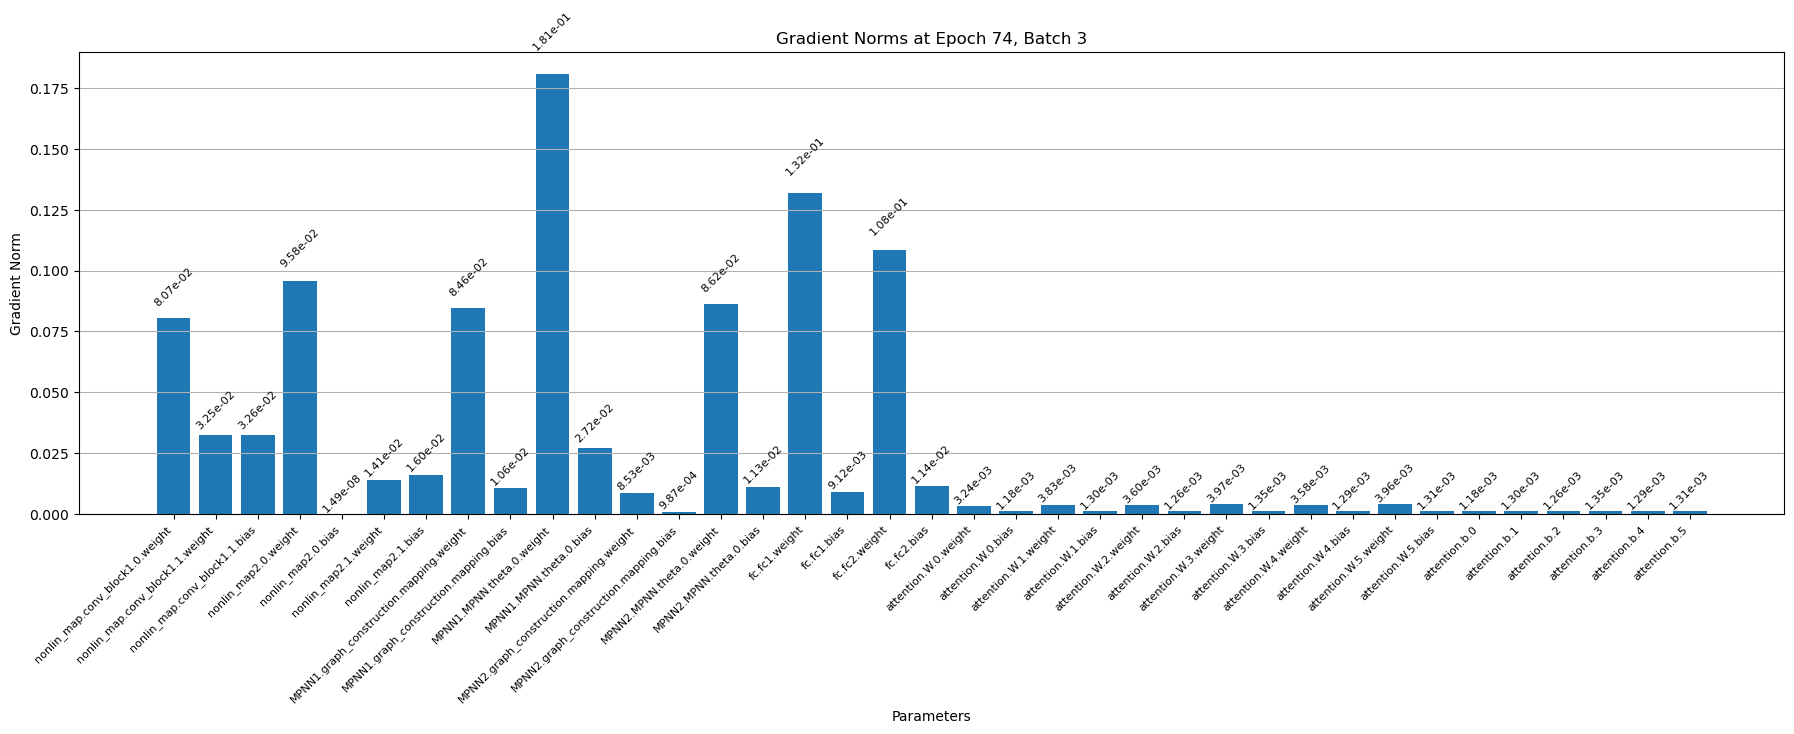 Gradient Norms at Epoch 74, Batch 3
Gradient Norm
0.175
0.150
0.125
0.100
0.075
0.050
0.025
0.000
8.07e-02
3.25e-02
3.26e-02
9.58e-02
1.49e-08
1.41e-02
1.60e-02
8.46e-02
1.06e-02
1.81e-01
2.72e-02
8.53e-03
9.87e-04
8.62e-02
1.13e-02
1.32e-01
9.12e-03
1.08e-01
1.14e-02
3.24e-03
1.18e-03
3.83e-03
1.30e-03
3.60e-03
1.26e-03
3.97e-03
1.35e-03
3.58e-03
1.29e-03
3.96e-03
1.31e-03
1.18e-03
1.30e-03
1.26e-03
1.35e-03
1.29e-03
1.31e-03
nonlin_map.conv_block1.0.weight
nonlin_map.conv_block1.1.weight
nonlin_map.conv_block1.1.bias
nonlin_map2.0.weight
nonlin_map2.0.bias
nonlin_map2.1.weight
nonlin_map2.1.bias
MPNN1.graph_construction.mapping.weight
MPNN1.graph_construction.mapping.bias
MPNN1.MPNN.theta.0.weight
MPNN1.MPNN.theta.0.bias
MPNN2.graph_construction.mapping.weight
MPNN2.graph_construction.mapping.bias
MPNN2.MPNN.theta.0.weight
MPNN2.MPNN.theta.0.bias
fc.fc1.weight
fc.fc1.bias
fc.fc2.weight
fc.fc2.bias
attention.W.0.weight
attention.W.0.bias
attention.W.1.weight
attention.W.1.bias
attention.W.2.weight
attention.W.2.bias
attention.W.3.weight
attention.W.3.bias
attention.W.4.weight
attention.W.4.bias
attention.W.5.weight
attention.W.5.bias
attention.b.0
attention.b.1
attention.b.2
attention.b.3
attention.b.4
attention.b.5
Parameters